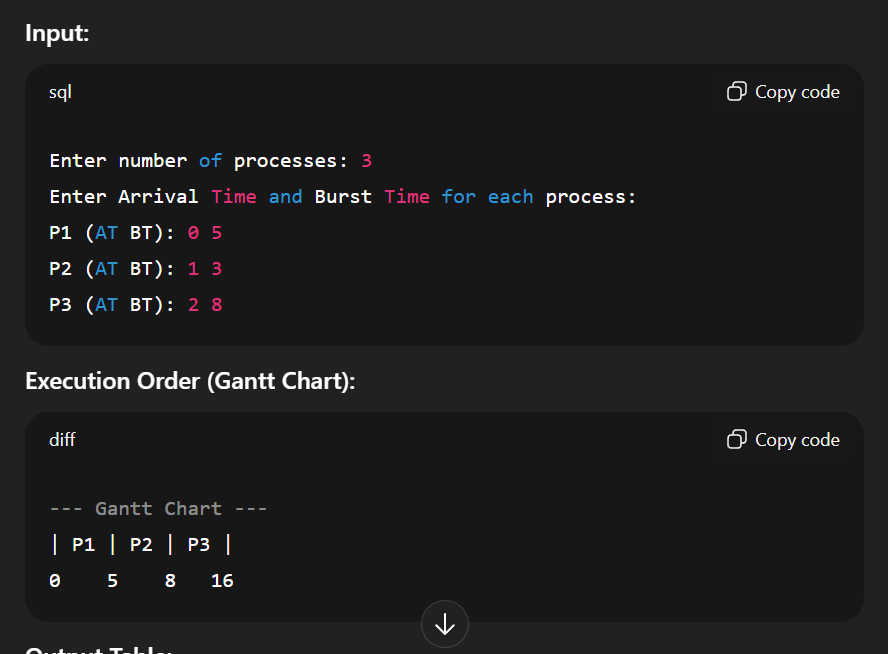 Input:
sql
Copy code
Enter number of processes: 3
Enter Arrival Time and Burst Time for each process:
P1 (AT BT): 0 5
P2 (AT BT): 1 3
P3 (AT BT): 2 8
Execution Order (Gantt Chart):
diff
Copy code
--- Gantt Chart ---
| P1 | P2 | P3 |
0    5    8   16
Output Table: